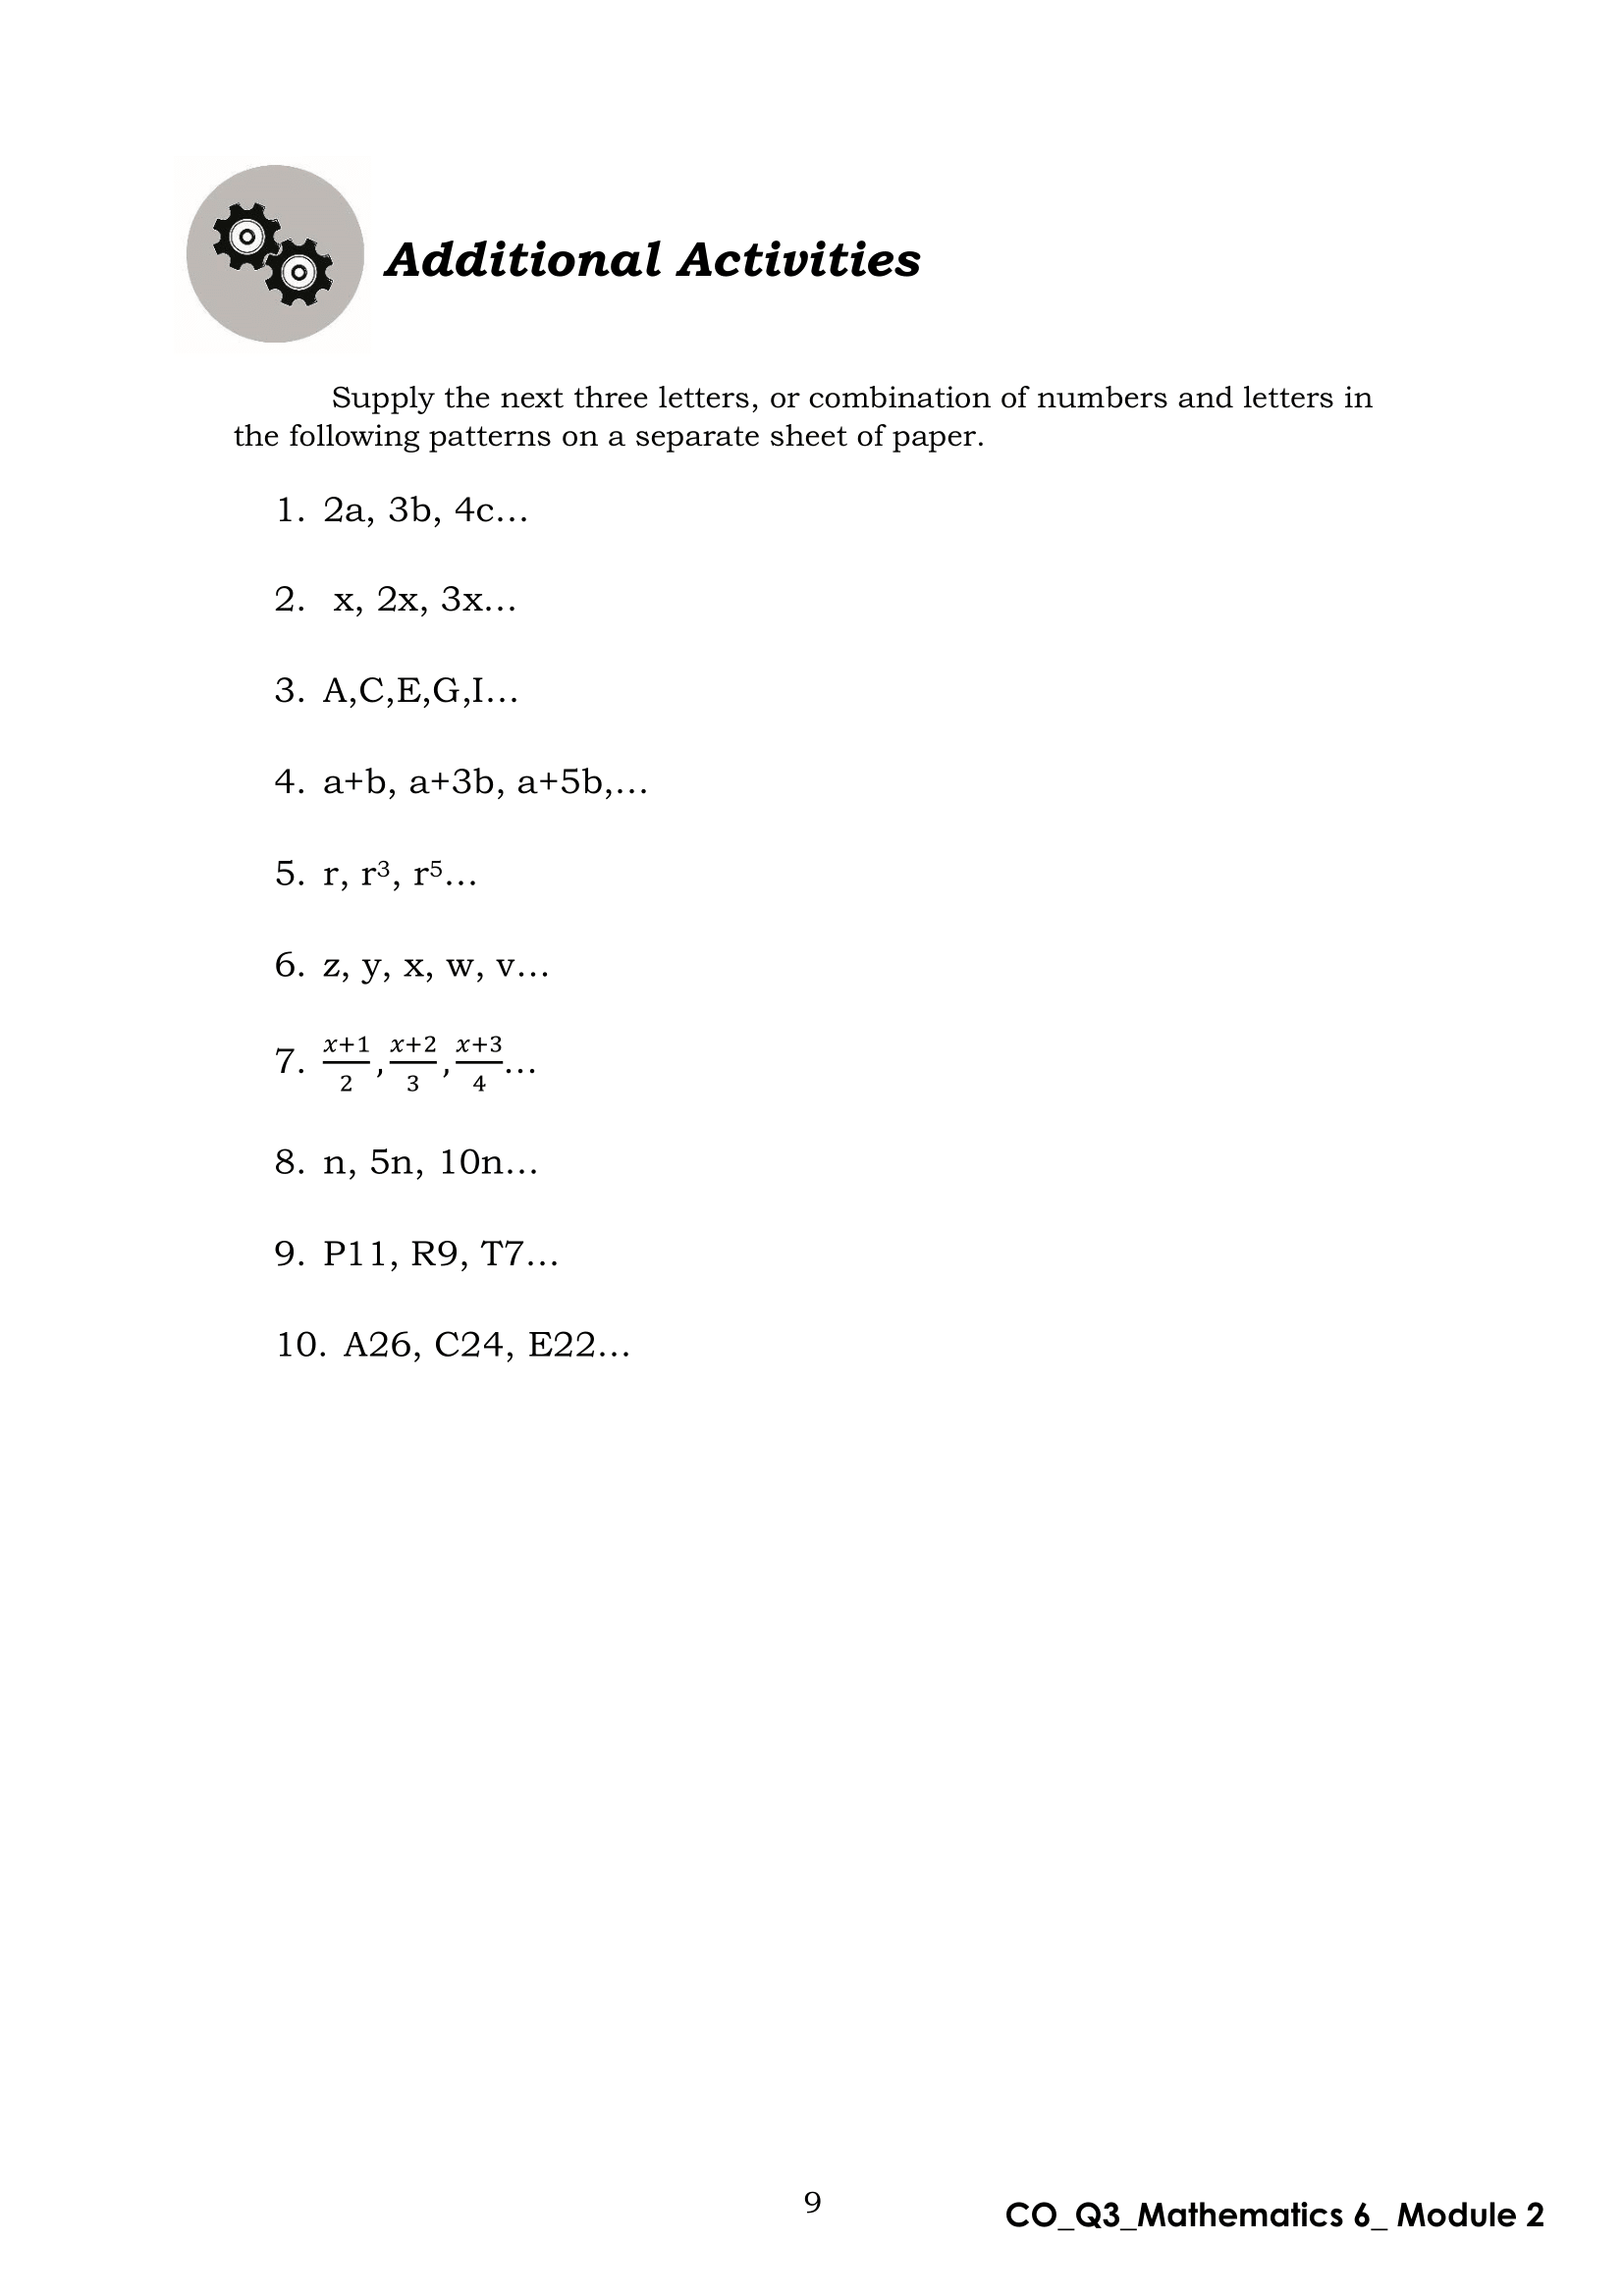 Additional Activities
Supply the next three letters, or combination of numbers and letters in
the following patterns on a separate sheet of paper.
1. 2a, 3b, 4c…
2. x, 2x, 3x…
3. A,C,E,G,I…
4. a+b, a+3b, a+5b,…
5. r, r³, r⁵…
6. z, y, x, w, v…
7. \frac{x+1}{2}, \frac{x+2}{3}, \frac{x+3}{4}…
8. n, 5n, 10n…
9. P11, R9, T7…
10. A26, C24, E22…
9
CO_Q3_Mathematics 6_ Module 2